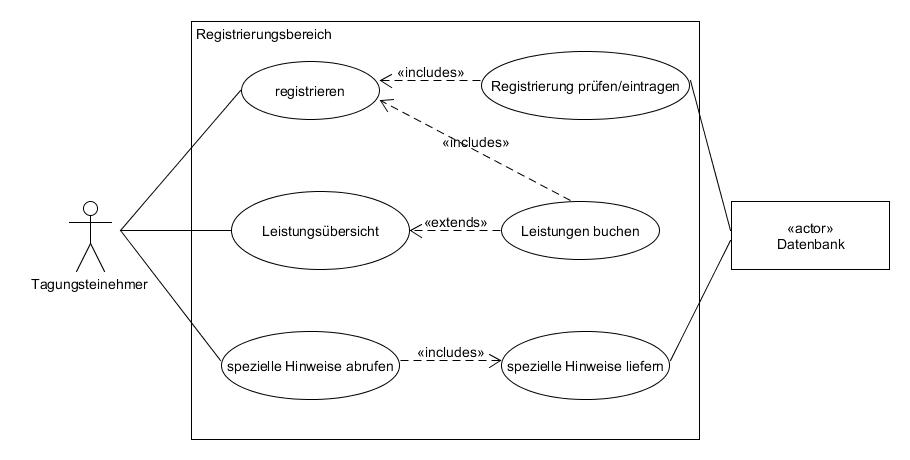 Registrierungsbereich
registrieren
«includes»
Registrierung prüfen/eintragen
«includes»
Tagungsteinehmer
Leistungsübersicht
«extends»
Leistungen buchen
«actor»
Datenbank
spezielle Hinweise abrufen
«includes»
spezielle Hinweise liefern